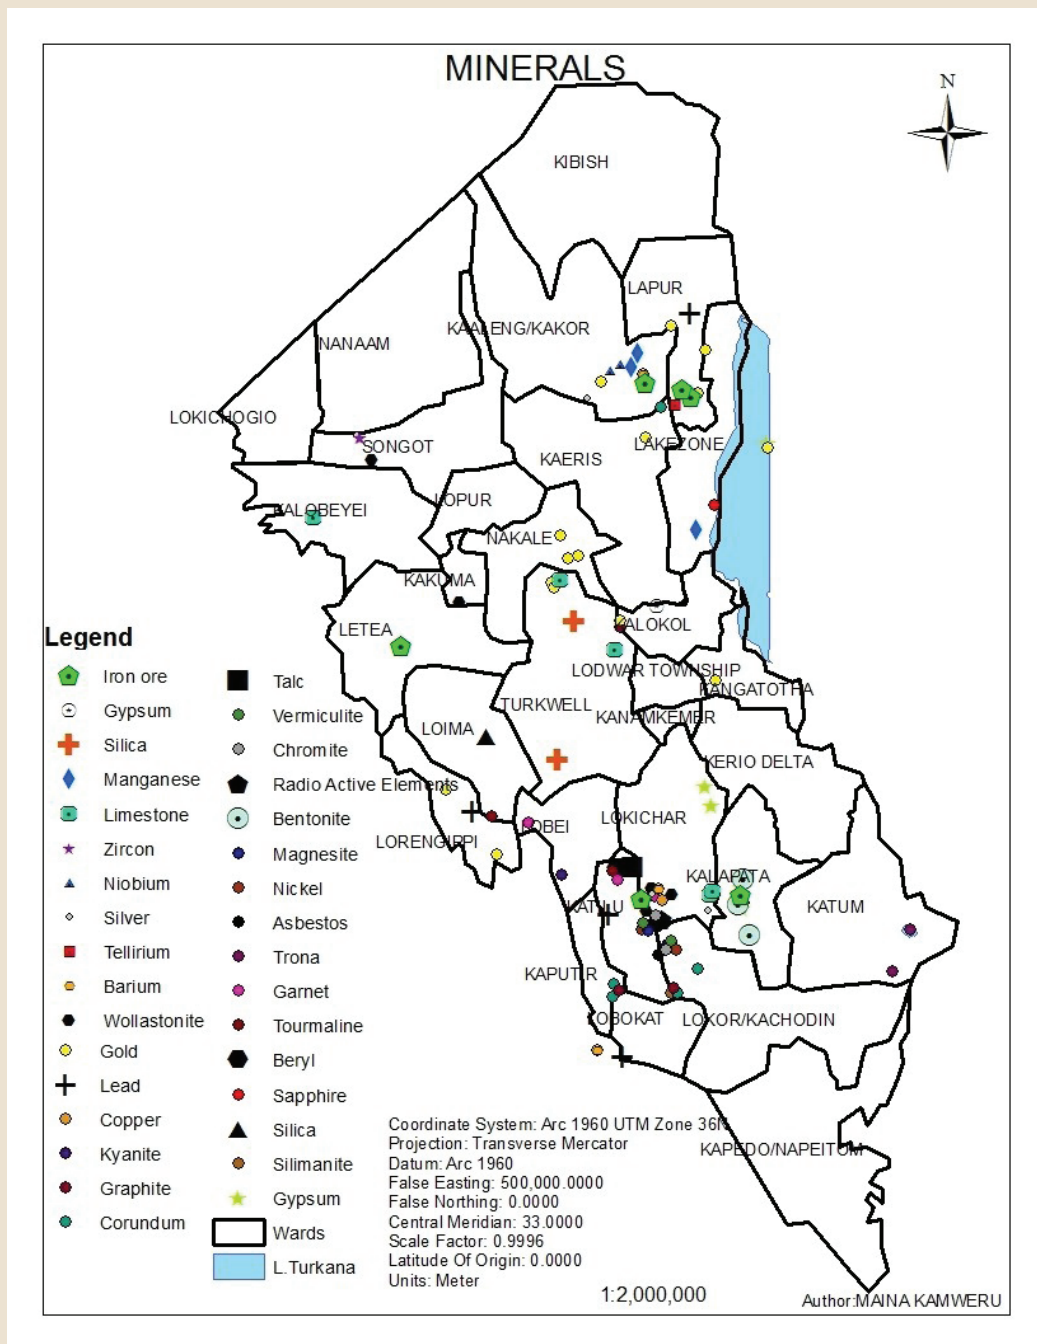 MINERALS
N
KIBISH
LAPUR
KAALENG/KAKOR
NANAAM
LOKICHOGIO
SONGOT
LAKEZONE
KAERIS
LOPUR
KALOBEYEI
NAKALE
KAKUMA
LETEA
KALOKOL
LODWAR TOWNSHIP
KANGATOTHA
TURKWELL
KANAMKEMER
LOIMA
KERIO DELTA
LOKICHAR
LOBEI
LORENGIPPI
KALAPATA
KATILU
KATUM
KAPUTIR
LOBOKAT
LOKOR/KACHODIN
KAPEDO/NAPEITOM
Legend
Iron ore
Gypsum
Silica
Manganese
Limestone
Zircon
Niobium
Silver
Tellirium
Barium
Wollastonite
Gold
Lead
Copper
Kyanite
Graphite
Corundum
Talc
Vermiculite
Chromite
Radio Active Elements
Bentonite
Magnesite
Nickel
Asbestos
Trona
Garnet
Tourmaline
Beryl
Sapphire
Silica
Silimanite
Gypsum
Wards
L.Turkana
Coordinate System: Arc 1960 UTM Zone 36N
Projection: Transverse Mercator
Datum: Arc 1960
False Easting: 500,000.0000
False Northing: 0.0000
Central Meridian: 33.0000
Scale Factor: 0.9996
Latitude Of Origin: 0.0000
Units: Meter
1:2,000,000
Author:MAINA KAMWERU